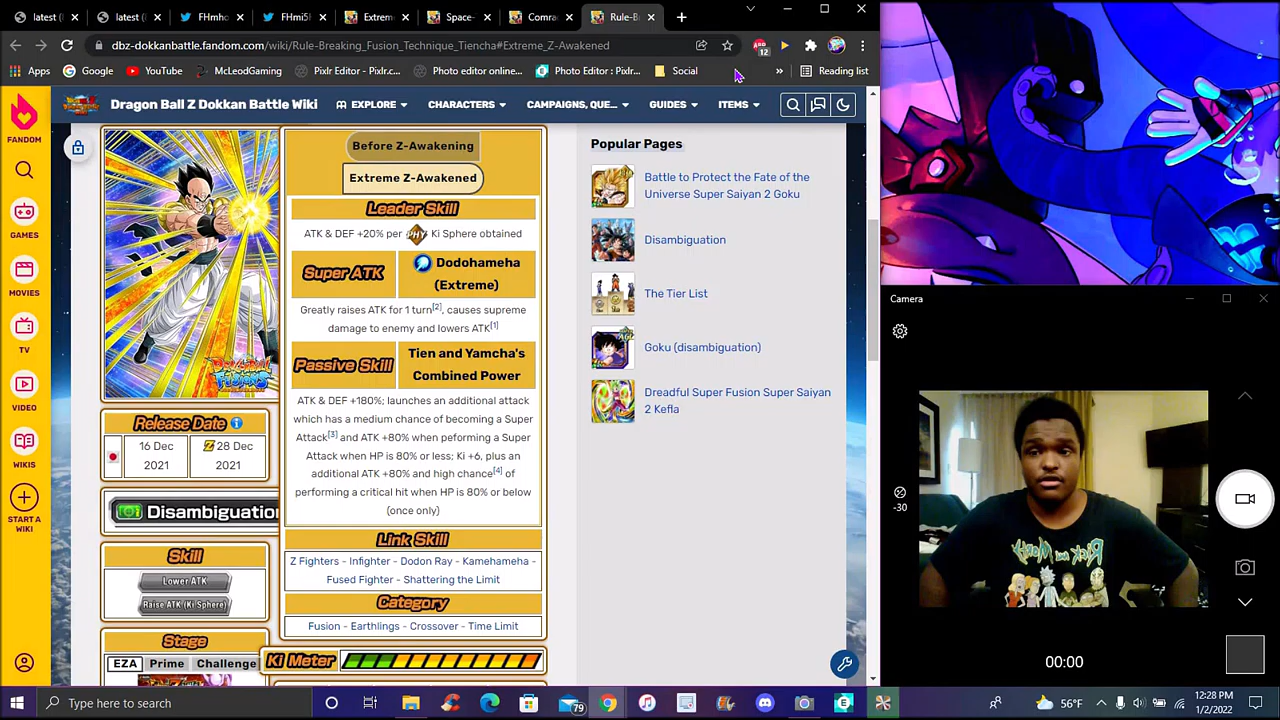 latest (
latest (
FHmho
FHmi5
Extrem
Space-
Comra
Rule-Br
dbz-dokkanbattle.fandom.com/wiki/Rule-Breaking_Fusion_Technique_Tiencha#Extreme_Z-Awakened
12
Apps Google YouTube McLeodGaming Pixlr Editor - Pixlr.c... Photo editor online... Photo Editor : Pixlr... Social » Reading list
FANDOM
GAMES
MOVIES
TV
VIDEO
WIKIS
START A
WIKI
Dragon Ball Z Dokkan Battle Wiki EXPLORE CHARACTERS CAMPAIGNS, QUE... GUIDES ITEMS
Release Date
16 Dec
2021
Z 28 Dec
2021
Disambiguation
Skill
Lower ATK
Raise ATK (Ki Sphere)
Stage
EZA Prime Challenge
Before Z-Awakening
Extreme Z-Awakened
Leader Skill
ATK & DEF +20% per PHY Ki Sphere obtained
Super ATK
Dodohameha
(Extreme)
Greatly raises ATK for 1 turn[2], causes supreme
damage to enemy and lowers ATK[1]
Passive Skill
Tien and Yamcha's
Combined Power
ATK & DEF +180%; launches an additional attack
which has a medium chance of becoming a Super
Attack[3] and ATK +80% when peforming a Super
Attack when HP is 80% or less; Ki +6, plus an
additional ATK +80% and high chance[4] of
performing a critical hit when HP is 80% or below
(once only)
Link Skill
Z Fighters - Infighter - Dodon Ray - Kamehameha -
Fused Fighter - Shattering the Limit
Category
Fusion - Earthlings - Crossover - Time Limit
Ki Meter
Popular Pages
Battle to Protect the Fate of the
Universe Super Saiyan 2 Goku
Disambiguation
The Tier List
Goku (disambiguation)
Dreadful Super Fusion Super Saiyan
2 Kefla
Camera
-30
00:00
Type here to search
79
56°F
12:28 PM
1/2/2022